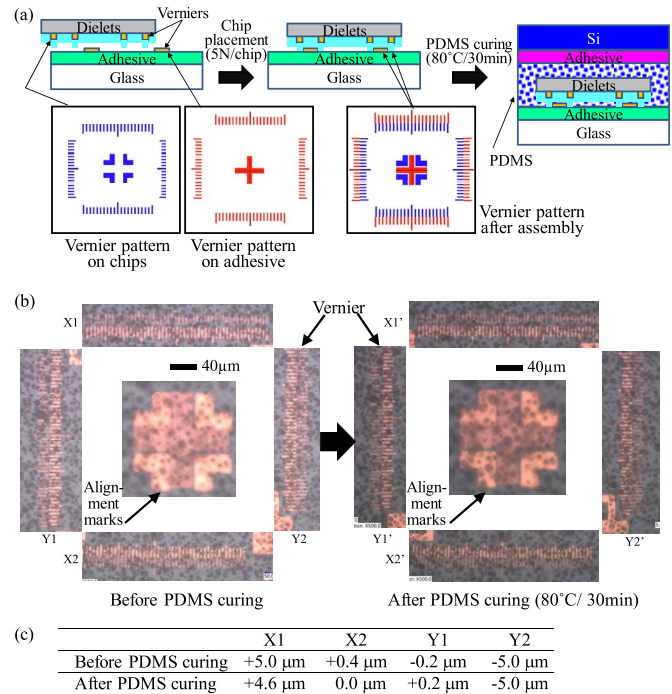 (a)
Dielets
Verniers
Adhesive
Glass
Chip
placement
(5N/chip)
Dielets
Adhesive
Glass
PDMS curing
(80˚C/30min)
Si
Adhesive
Dielets
Adhesive
Glass
PDMS
Vernier pattern
on chips
Vernier pattern
on adhesive
Vernier pattern
after assembly
(b)
X1
Vernier
X1’
40µm
40µm
Alignment
marks
Alignment
marks
Y1
X2
Y2
Y1’
X2’
Y2’
Before PDMS curing
After PDMS curing (80˚C/ 30min)
(c)
X1 X2 Y1 Y2
Before PDMS curing +5.0 µm +0.4 µm -0.2 µm -5.0 µm
After PDMS curing +4.6 µm 0.0 µm +0.2 µm -5.0 µm